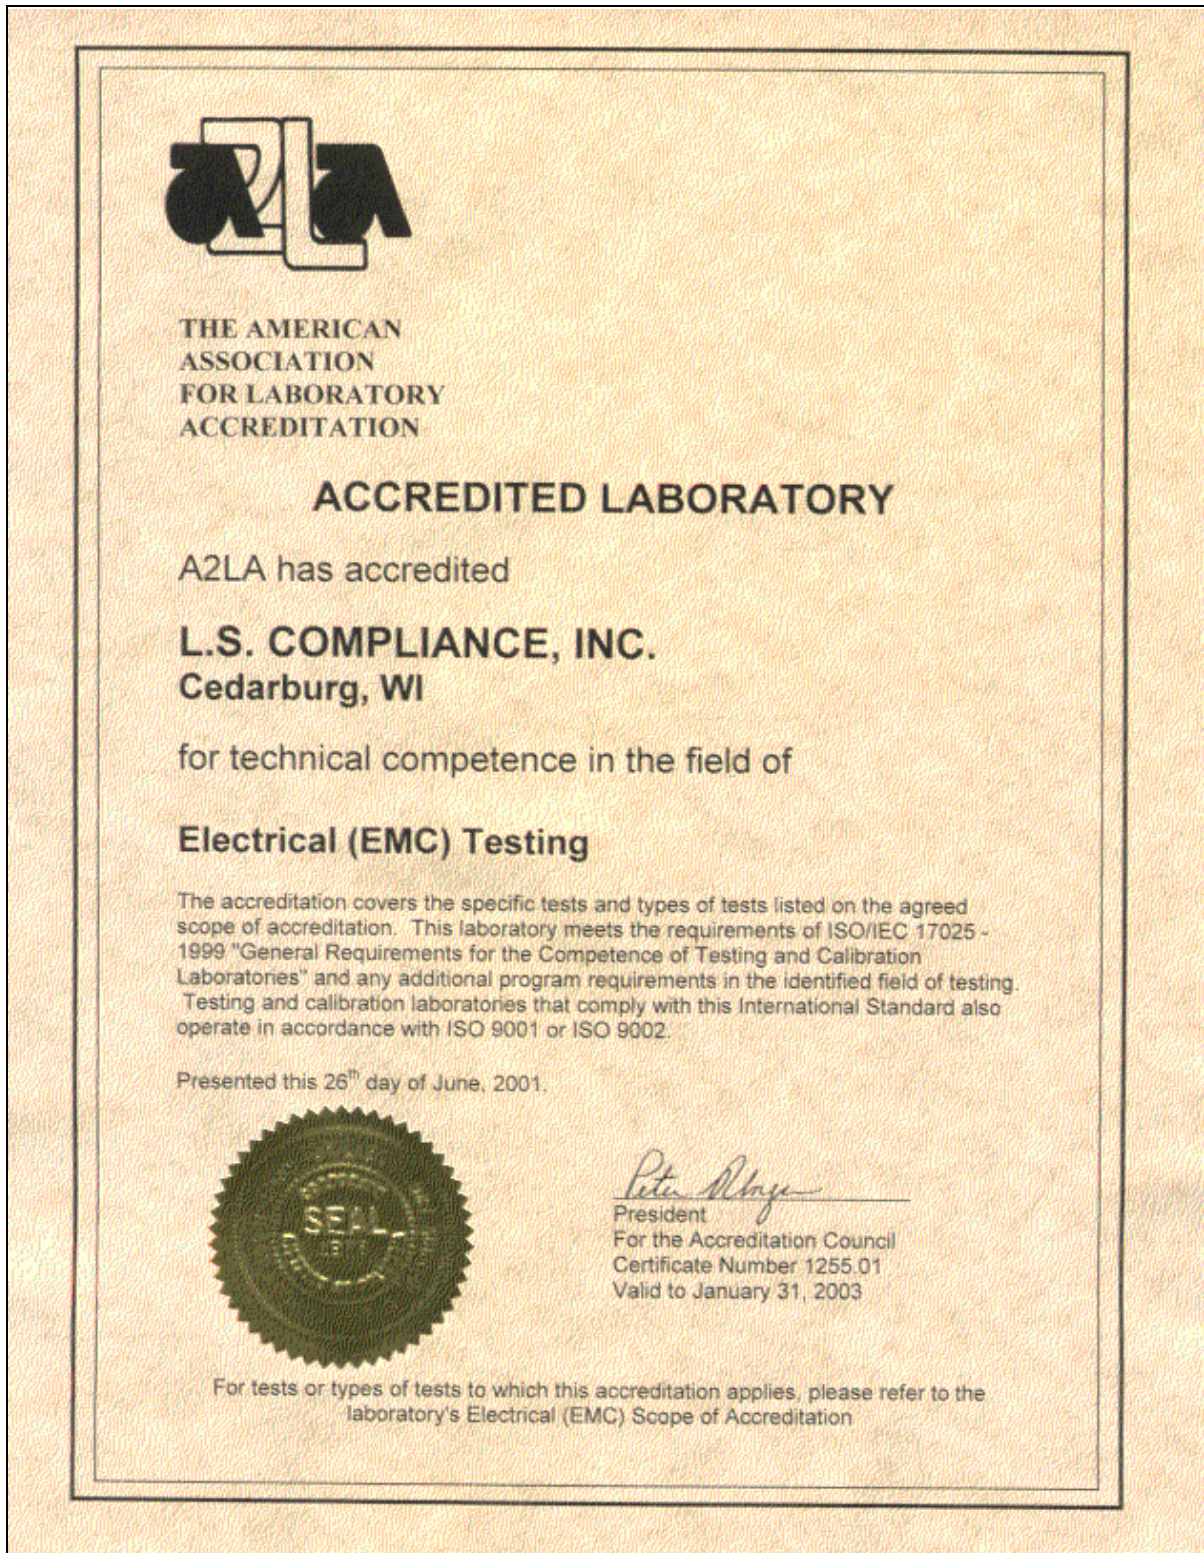 a2La
THE AMERICAN
ASSOCIATION
FOR LABORATORY
ACCREDITATION
ACCREDITED LABORATORY
A2LA has accredited
L.S. COMPLIANCE, INC.
Cedarburg, WI
for technical competence in the field of
Electrical (EMC) Testing
The accreditation covers the specific tests and types of tests listed on the agreed
scope of accreditation. This laboratory meets the requirements of ISO/IEC 17025 -
1999 "General Requirements for the Competence of Testing and Calibration
Laboratories" and any additional program requirements in the identified field of testing.
Testing and calibration laboratories that comply with this International Standard also
operate in accordance with ISO 9001 or ISO 9002.
Presented this 26th day of June, 2001.
SEAL
1978
Peter
President
For the Accreditation Council
Certificate Number 1255.01
Valid to January 31, 2003
For tests or types of tests to which this accreditation applies, please refer to the
laboratory's Electrical (EMC) Scope of Accreditation